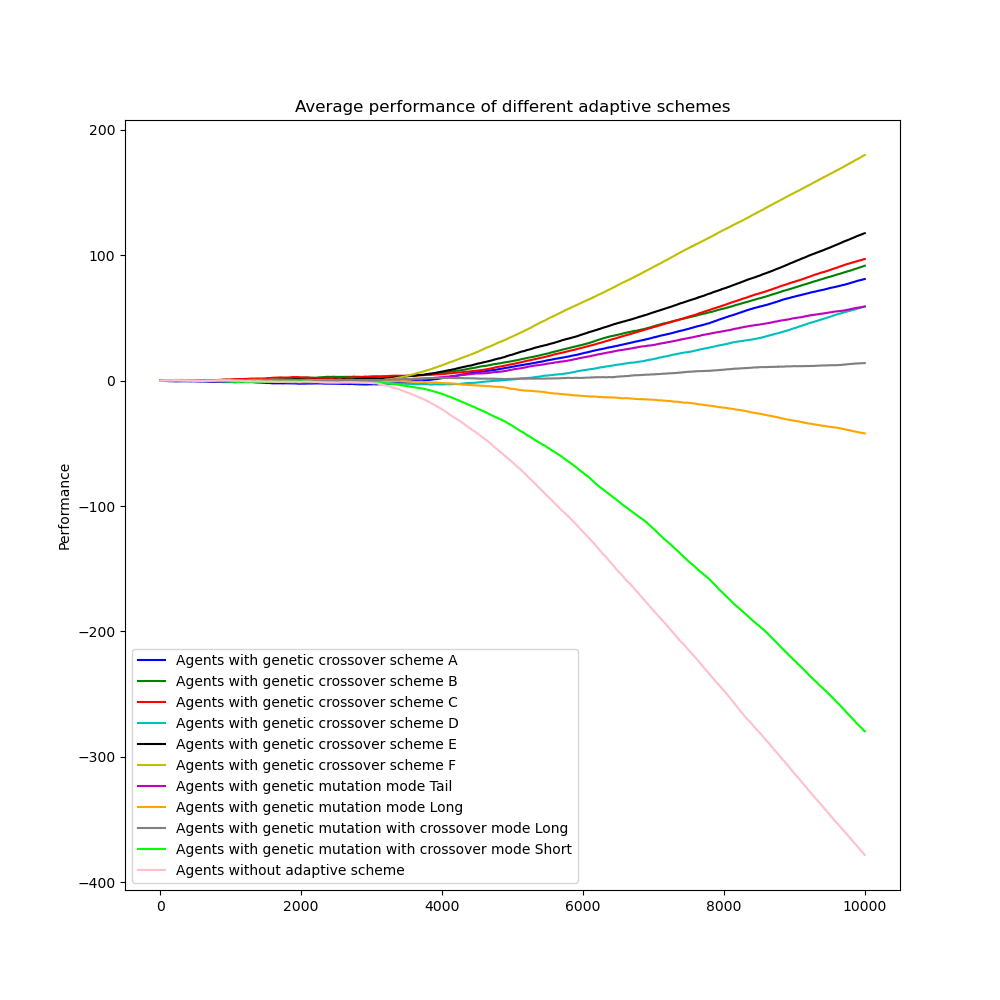 Average performance of different adaptive schemes
200
100
0
−100
−200
−300
−400
Performance
Agents with genetic crossover scheme A
Agents with genetic crossover scheme B
Agents with genetic crossover scheme C
Agents with genetic crossover scheme D
Agents with genetic crossover scheme E
Agents with genetic crossover scheme F
Agents with genetic mutation mode Tail
Agents with genetic mutation mode Long
Agents with genetic mutation with crossover mode Long
Agents with genetic mutation with crossover mode Short
Agents without adaptive scheme
0 2000 4000 6000 8000 10000